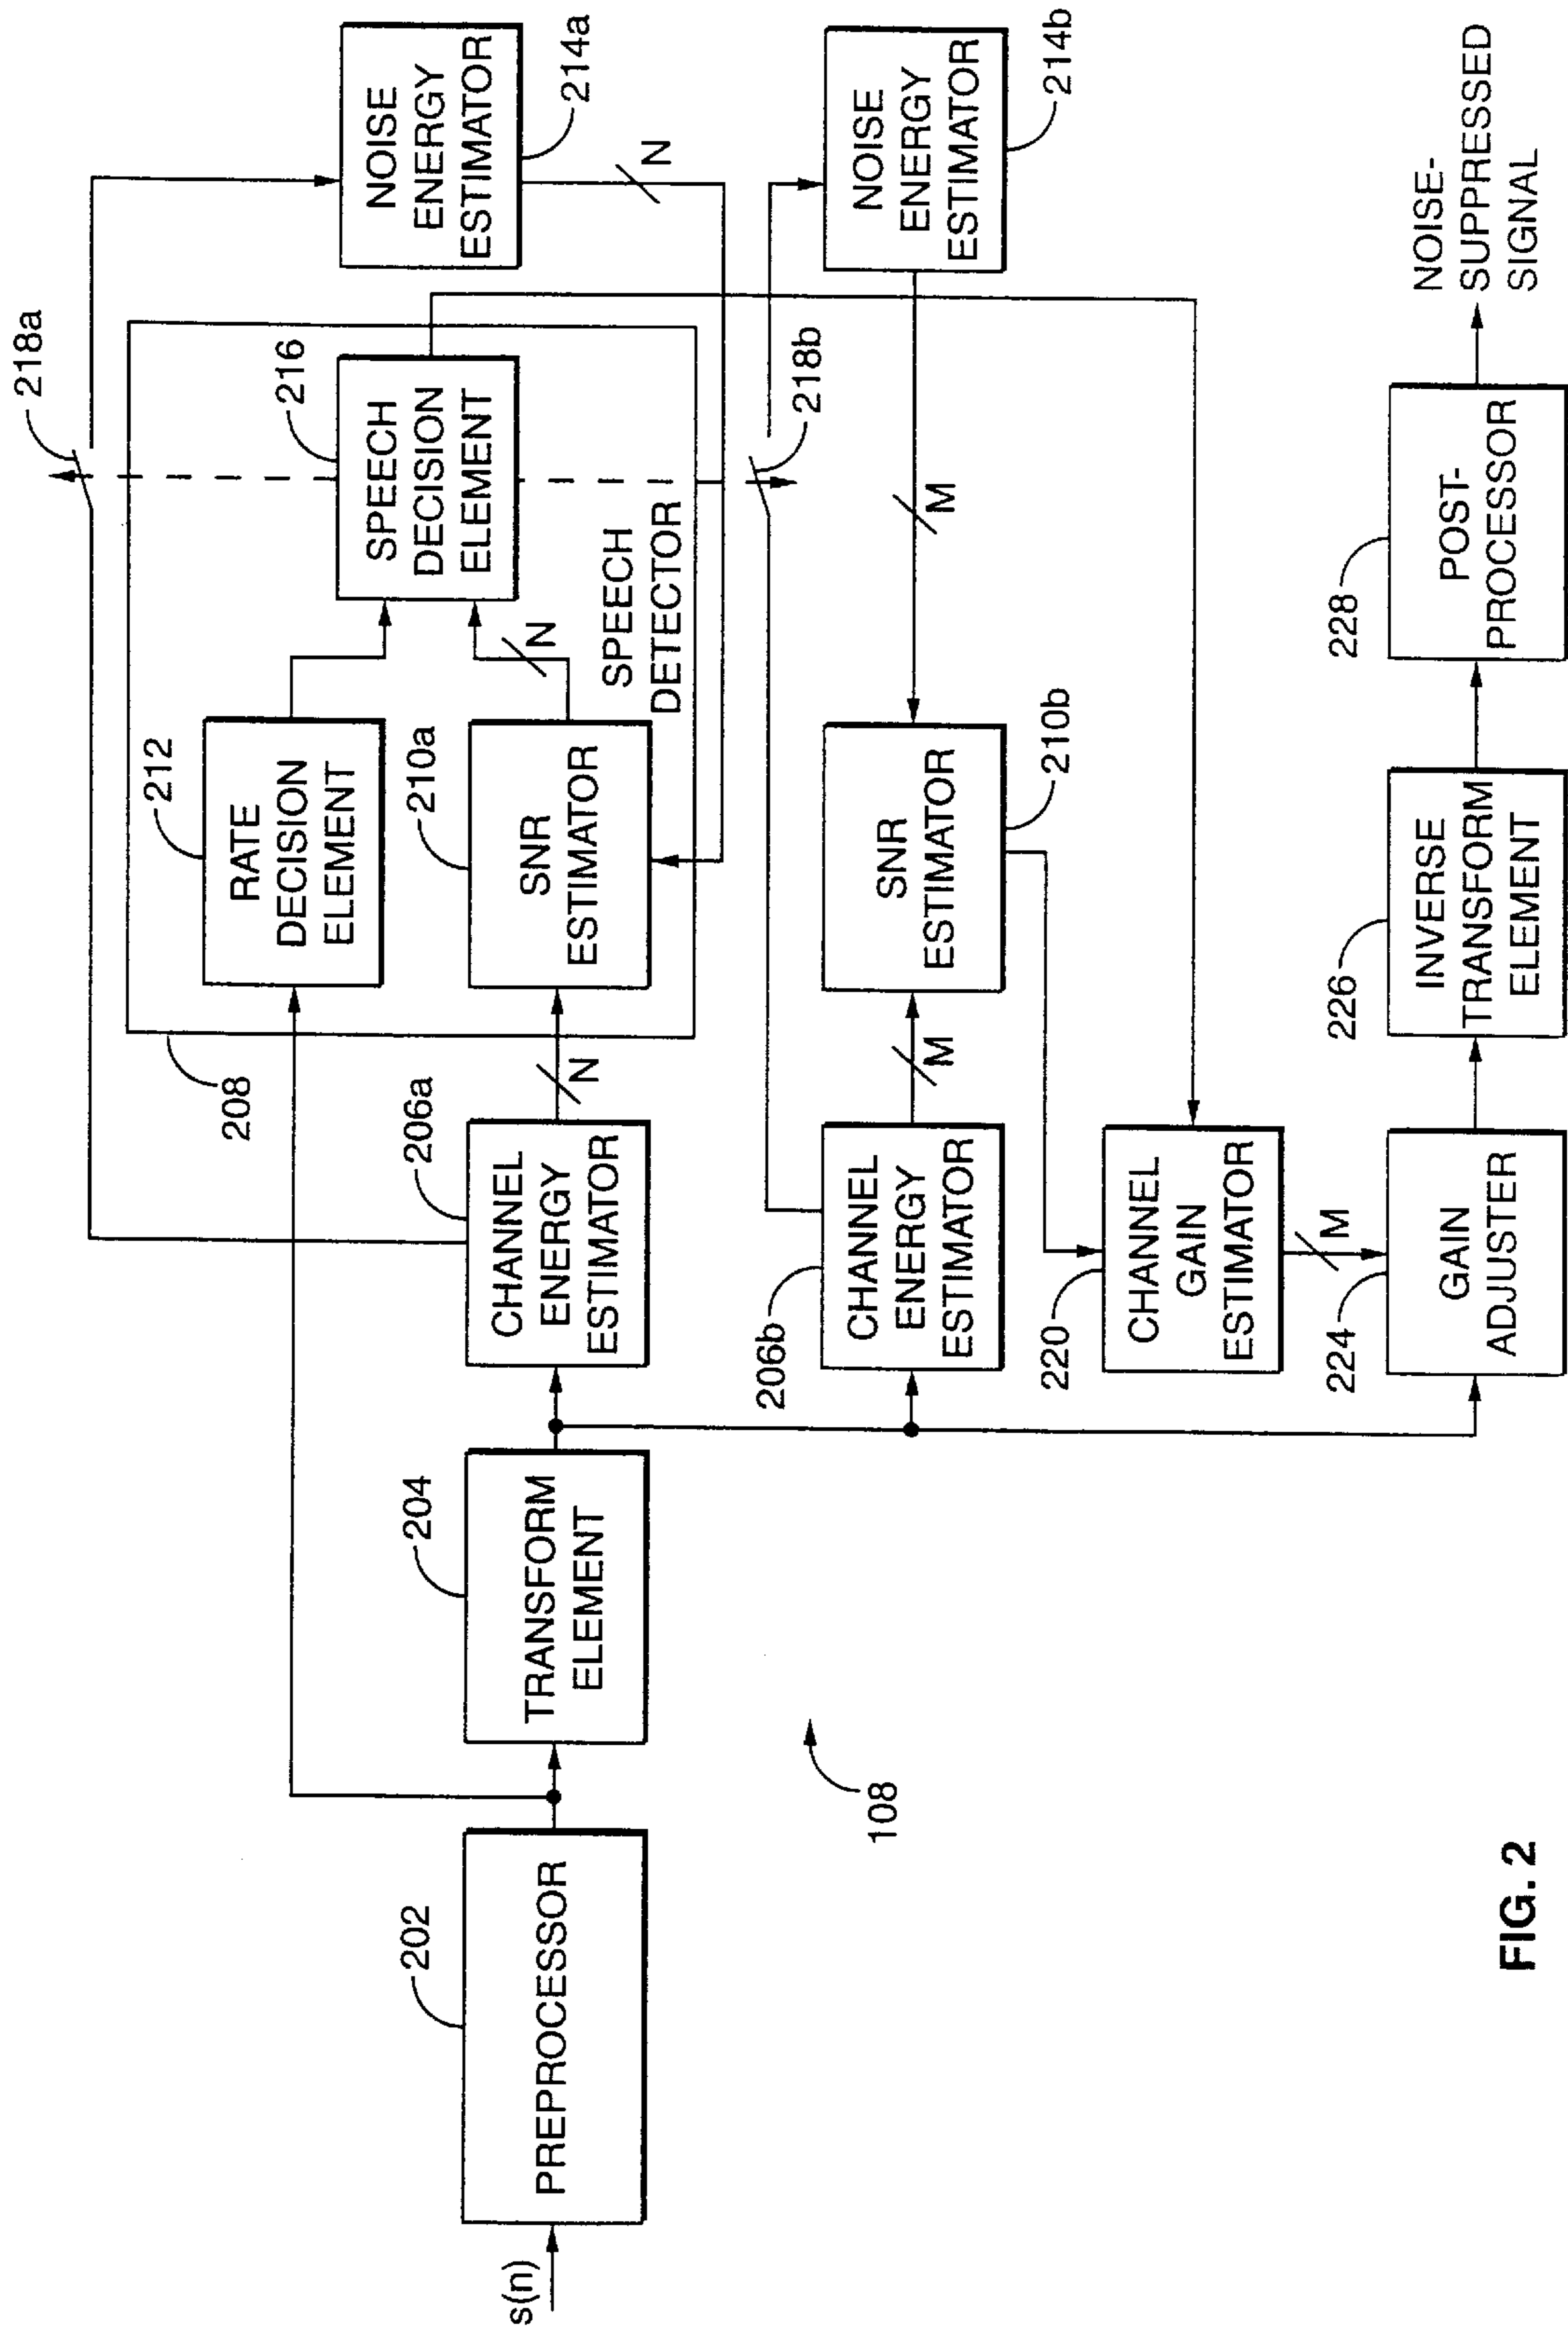 218a
NOISE
ENERGY
ESTIMATOR
214a
N
216
SPEECH
DECISION
ELEMENT
SPEECH
DETECTOR
212
RATE
DECISION
ELEMENT
N
210a
SNR
ESTIMATOR
208
206a
N
CHANNEL
ENERGY
ESTIMATOR
204
TRANSFORM
ELEMENT
202
PREPROCESSOR
s(n)
218b
NOISE
ENERGY
ESTIMATOR
214b
M
SNR
ESTIMATOR
210b
M
206b
CHANNEL
ENERGY
ESTIMATOR
108
220
CHANNEL
GAIN
ESTIMATOR
M
224
GAIN
ADJUSTER
226
INVERSE
TRANSFORM
ELEMENT
228
POST-
PROCESSOR
NOISE-
SUPPRESSED
SIGNAL
FIG. 2